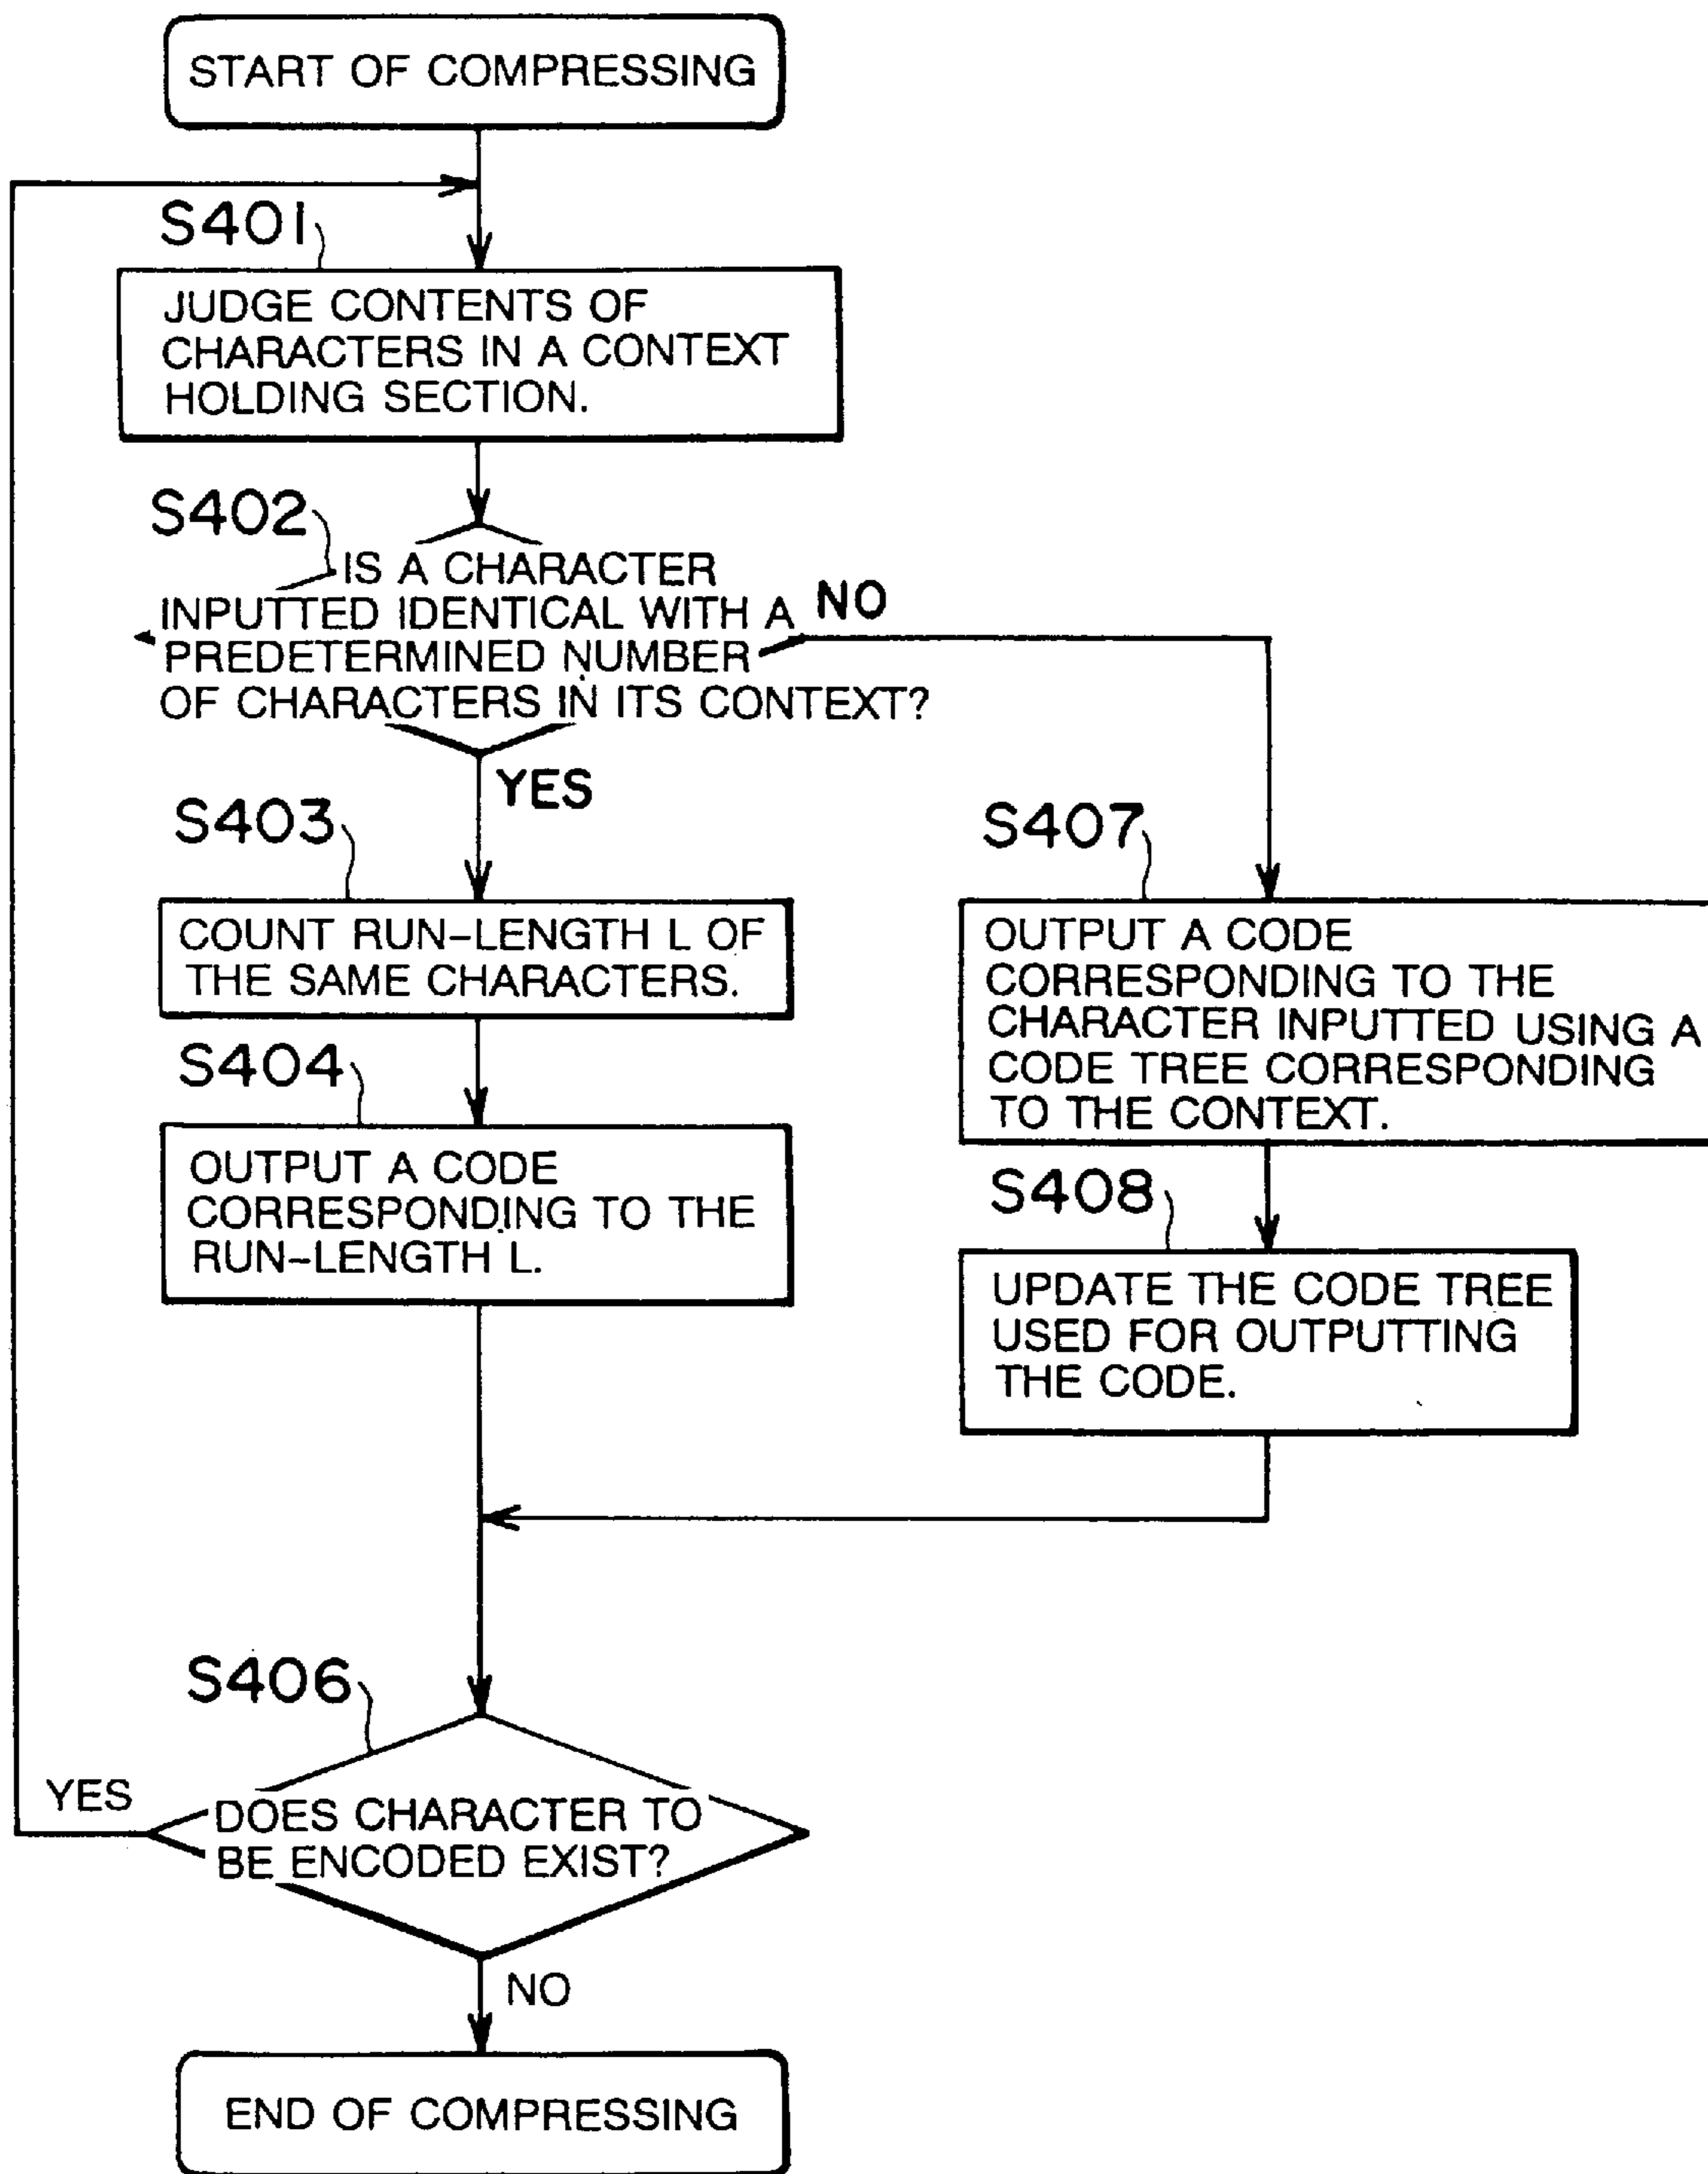 START OF COMPRESSING
S401
JUDGE CONTENTS OF
CHARACTERS IN A CONTEXT
HOLDING SECTION.
S402
IS A CHARACTER
INPUTTED IDENTICAL WITH A
PREDETERMINED NUMBER
OF CHARACTERS IN ITS CONTEXT?
NO
YES
S403
COUNT RUN-LENGTH L OF
THE SAME CHARACTERS.
S404
OUTPUT A CODE
CORRESPONDING TO THE
RUN-LENGTH L.
S407
OUTPUT A CODE
CORRESPONDING TO THE
CHARACTER INPUTTED USING A
CODE TREE CORRESPONDING
TO THE CONTEXT.
S408
UPDATE THE CODE TREE
USED FOR OUTPUTTING
THE CODE.
S406
YES
DOES CHARACTER TO
BE ENCODED EXIST?
NO
END OF COMPRESSING